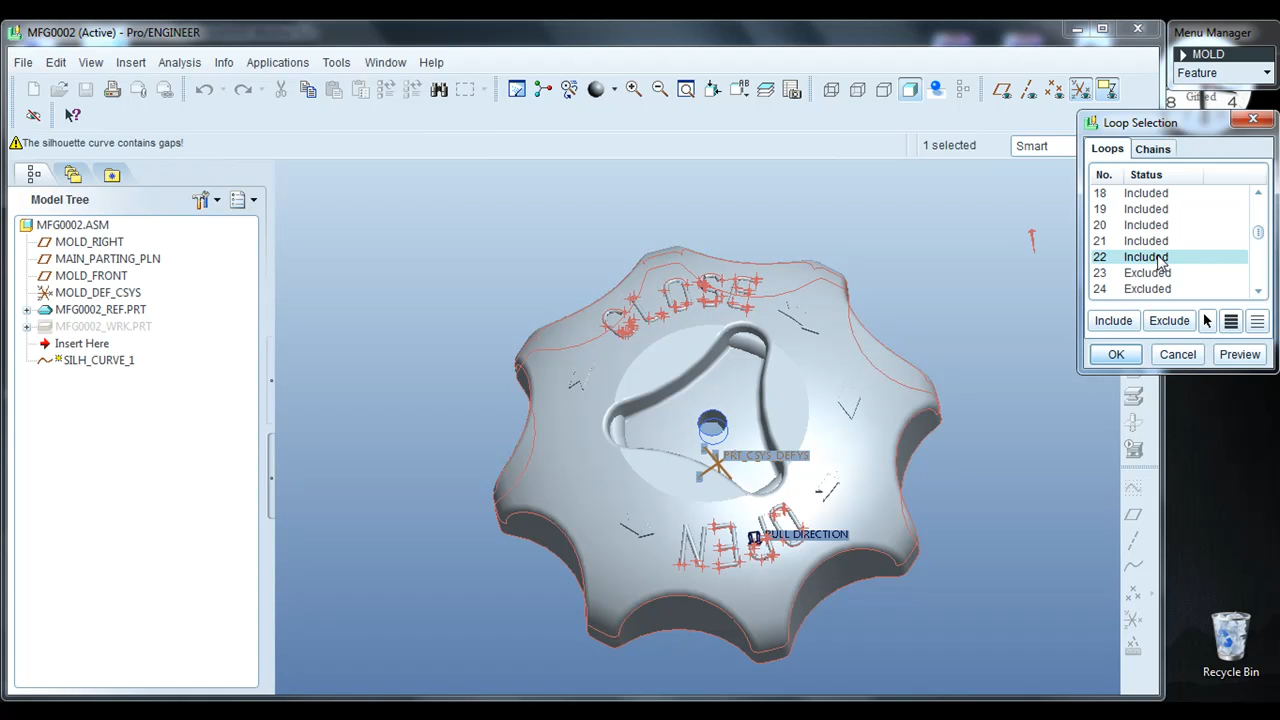 MFG0002 (Active) - Pro/ENGINEER
File Edit View Insert Analysis Info Applications Tools Window Help
The silhouette curve contains gaps!
1 selected
Smart
Model Tree
MFG0002.ASM
MOLD_RIGHT
MAIN_PARTING_PLN
MOLD_FRONT
MOLD_DEF_CSYS
MFG0002_REF.PRT
MFG0002_WRK.PRT
Insert Here
SILH_CURVE_1
CLOSE
PULL DIRECTION
OPEN
Menu Manager
MOLD
Feature
8 4
Loop Selection
Loops Chains
No. Status
18 Included
19 Included
20 Included
21 Included
22 Included
23 Excluded
24 Excluded
Include Exclude
OK Cancel Preview
Recycle Bin